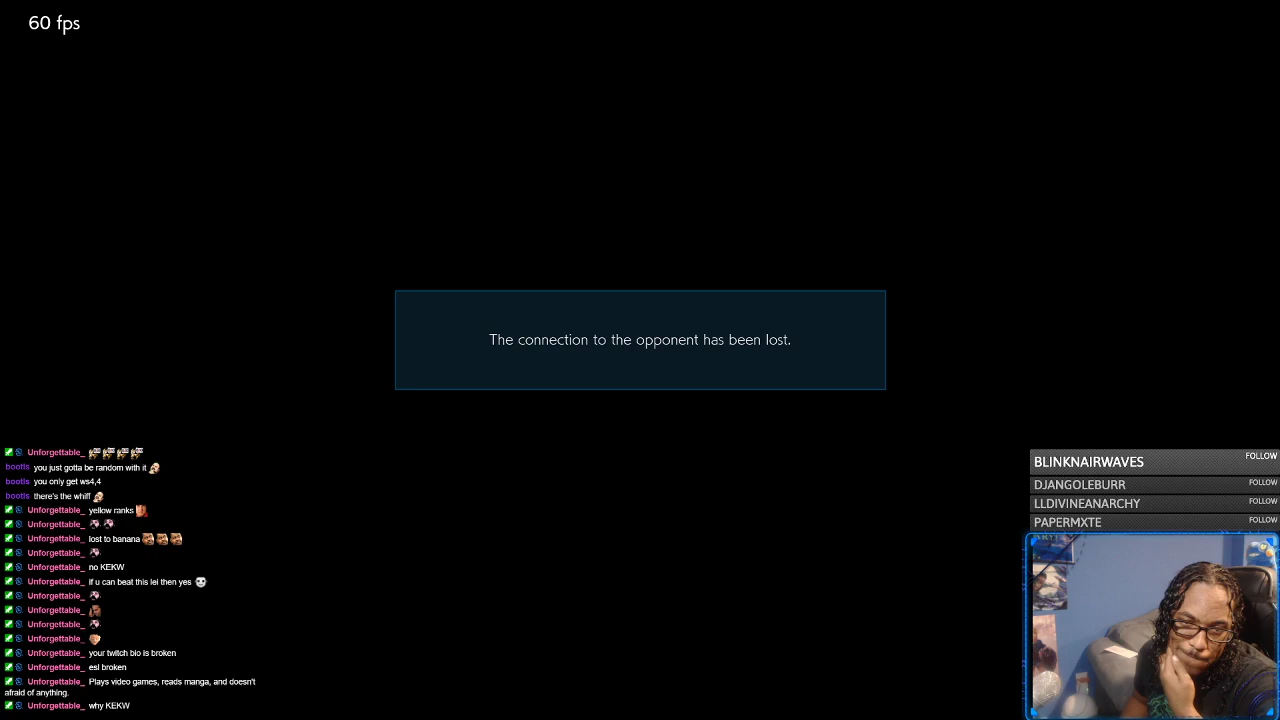 60 fps
The connection to the opponent has been lost.
Unforgettable_
bootis you just gotta be random with it
bootis you only get ws4,4
bootis there's the whiff
Unforgettable_ yellow ranks
Unforgettable_
Unforgettable_ lost to banana
Unforgettable_
Unforgettable_ no KEKW
Unforgettable_ if u can beat this lei then yes
Unforgettable_
Unforgettable_
Unforgettable_
Unforgettable_
Unforgettable_ your twitch bio is broken
Unforgettable_ esl broken
Unforgettable_ Plays video games, reads manga, and doesn't
afraid of anything.
Unforgettable_ why KEKW
BLINKNAIRWAVES FOLLOW
DJANGOLEBURR FOLLOW
LLDIVINEANARCHY FOLLOW
PAPERMXTE FOLLOW